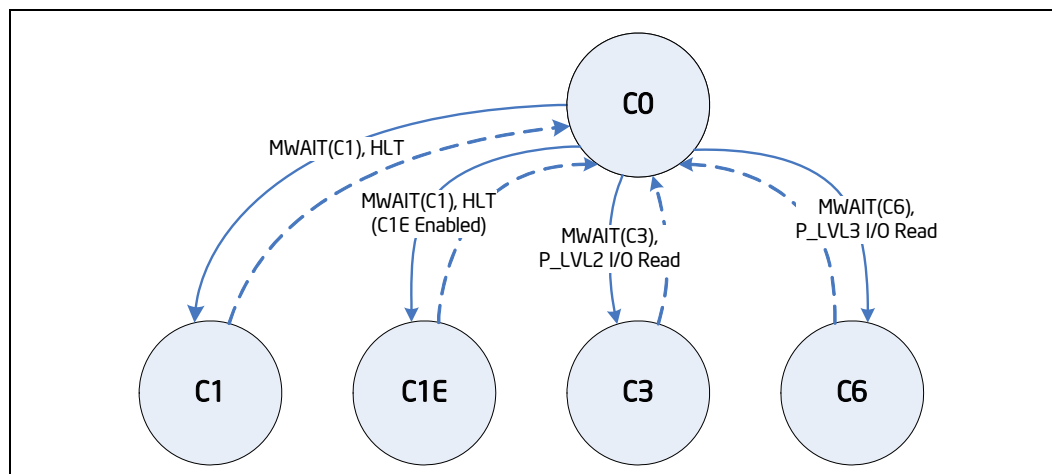 C0
MWAIT(C1), HLT
MWAIT(C1), HLT
(C1E Enabled)
MWAIT(C3),
P_LVL2 I/O Read
MWAIT(C6),
P_LVL3 I/O Read
C1
C1E
C3
C6